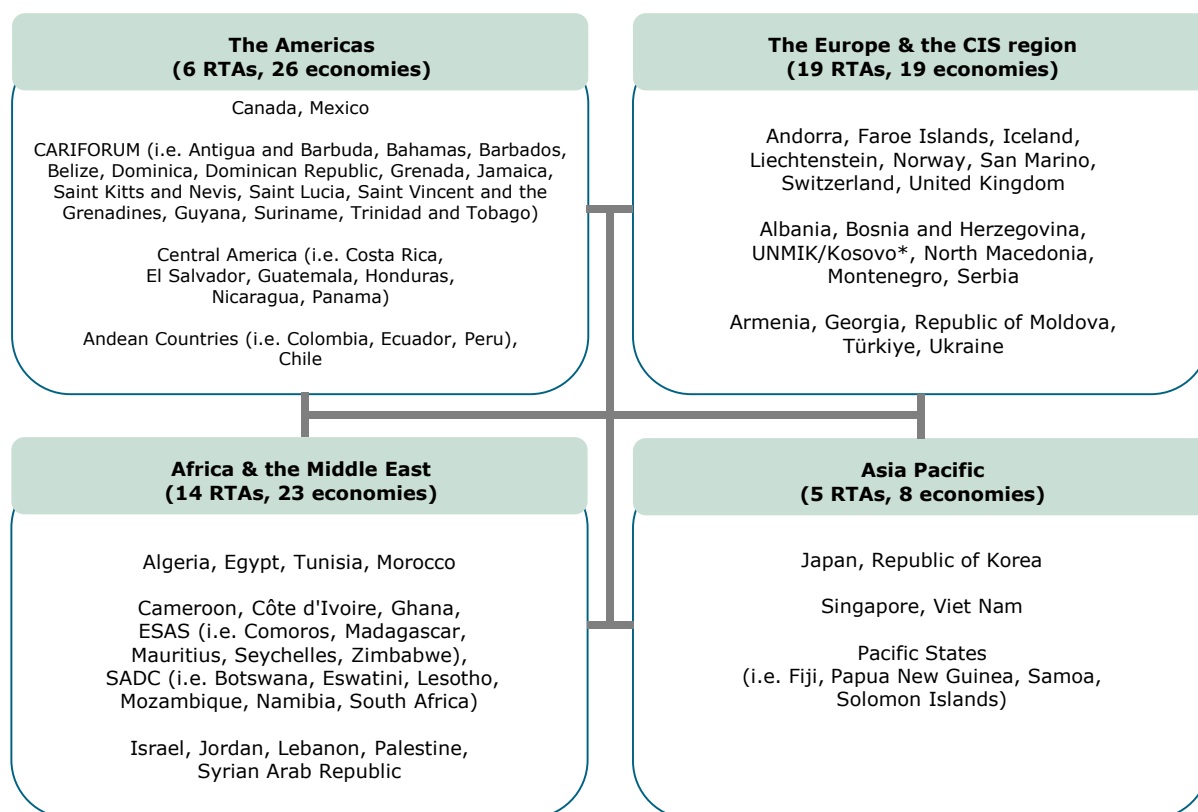 The Americas
(6 RTAs, 26 economies)
Canada, Mexico
CARIFORUM (i.e. Antigua and Barbuda, Bahamas, Barbados,
Belize, Dominica, Dominican Republic, Grenada, Jamaica,
Saint Kitts and Nevis, Saint Lucia, Saint Vincent and the
Grenadines, Guyana, Suriname, Trinidad and Tobago)
Central America (i.e. Costa Rica,
El Salvador, Guatemala, Honduras,
Nicaragua, Panama)
Andean Countries (i.e. Colombia, Ecuador, Peru),
Chile
The Europe & the CIS region
(19 RTAs, 19 economies)
Andorra, Faroe Islands, Iceland,
Liechtenstein, Norway, San Marino,
Switzerland, United Kingdom
Albania, Bosnia and Herzegovina,
UNMIK/Kosovo*, North Macedonia,
Montenegro, Serbia
Armenia, Georgia, Republic of Moldova,
Türkiye, Ukraine
Africa & the Middle East
(14 RTAs, 23 economies)
Algeria, Egypt, Tunisia, Morocco
Cameroon, Côte d'Ivoire, Ghana,
ESAS (i.e. Comoros, Madagascar,
Mauritius, Seychelles, Zimbabwe),
SADC (i.e. Botswana, Eswatini, Lesotho,
Mozambique, Namibia, South Africa)
Israel, Jordan, Lebanon, Palestine,
Syrian Arab Republic
Asia Pacific
(5 RTAs, 8 economies)
Japan, Republic of Korea
Singapore, Viet Nam
Pacific States
(i.e. Fiji, Papua New Guinea, Samoa,
Solomon Islands)